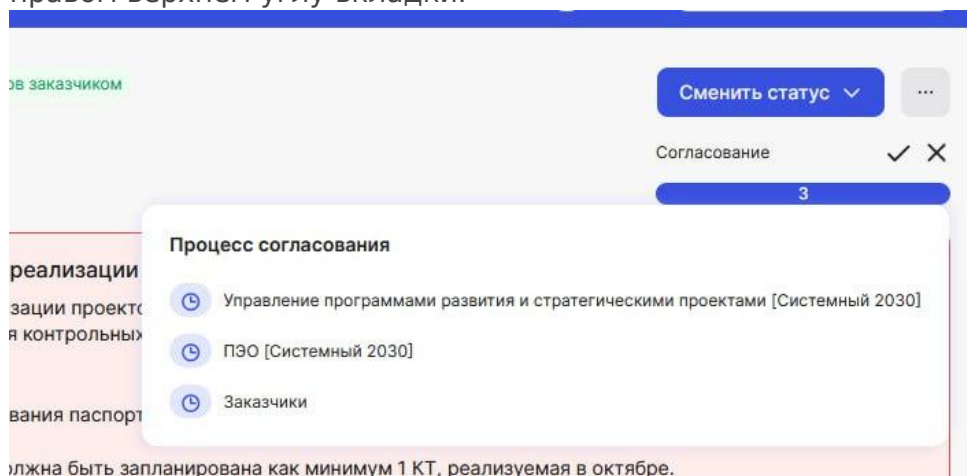 ов заказчиком
Сменить статус
...
Согласование
3
Процесс согласования
реализации
Управление программами развития и стратегическими проектами [Системный 2030]
зации проекто
я контрольных
ПЭО [Системный 2030]
Заказчики
вания паспорт
олжна быть запланирована как минимум 1 КТ, реализуемая в октябре.